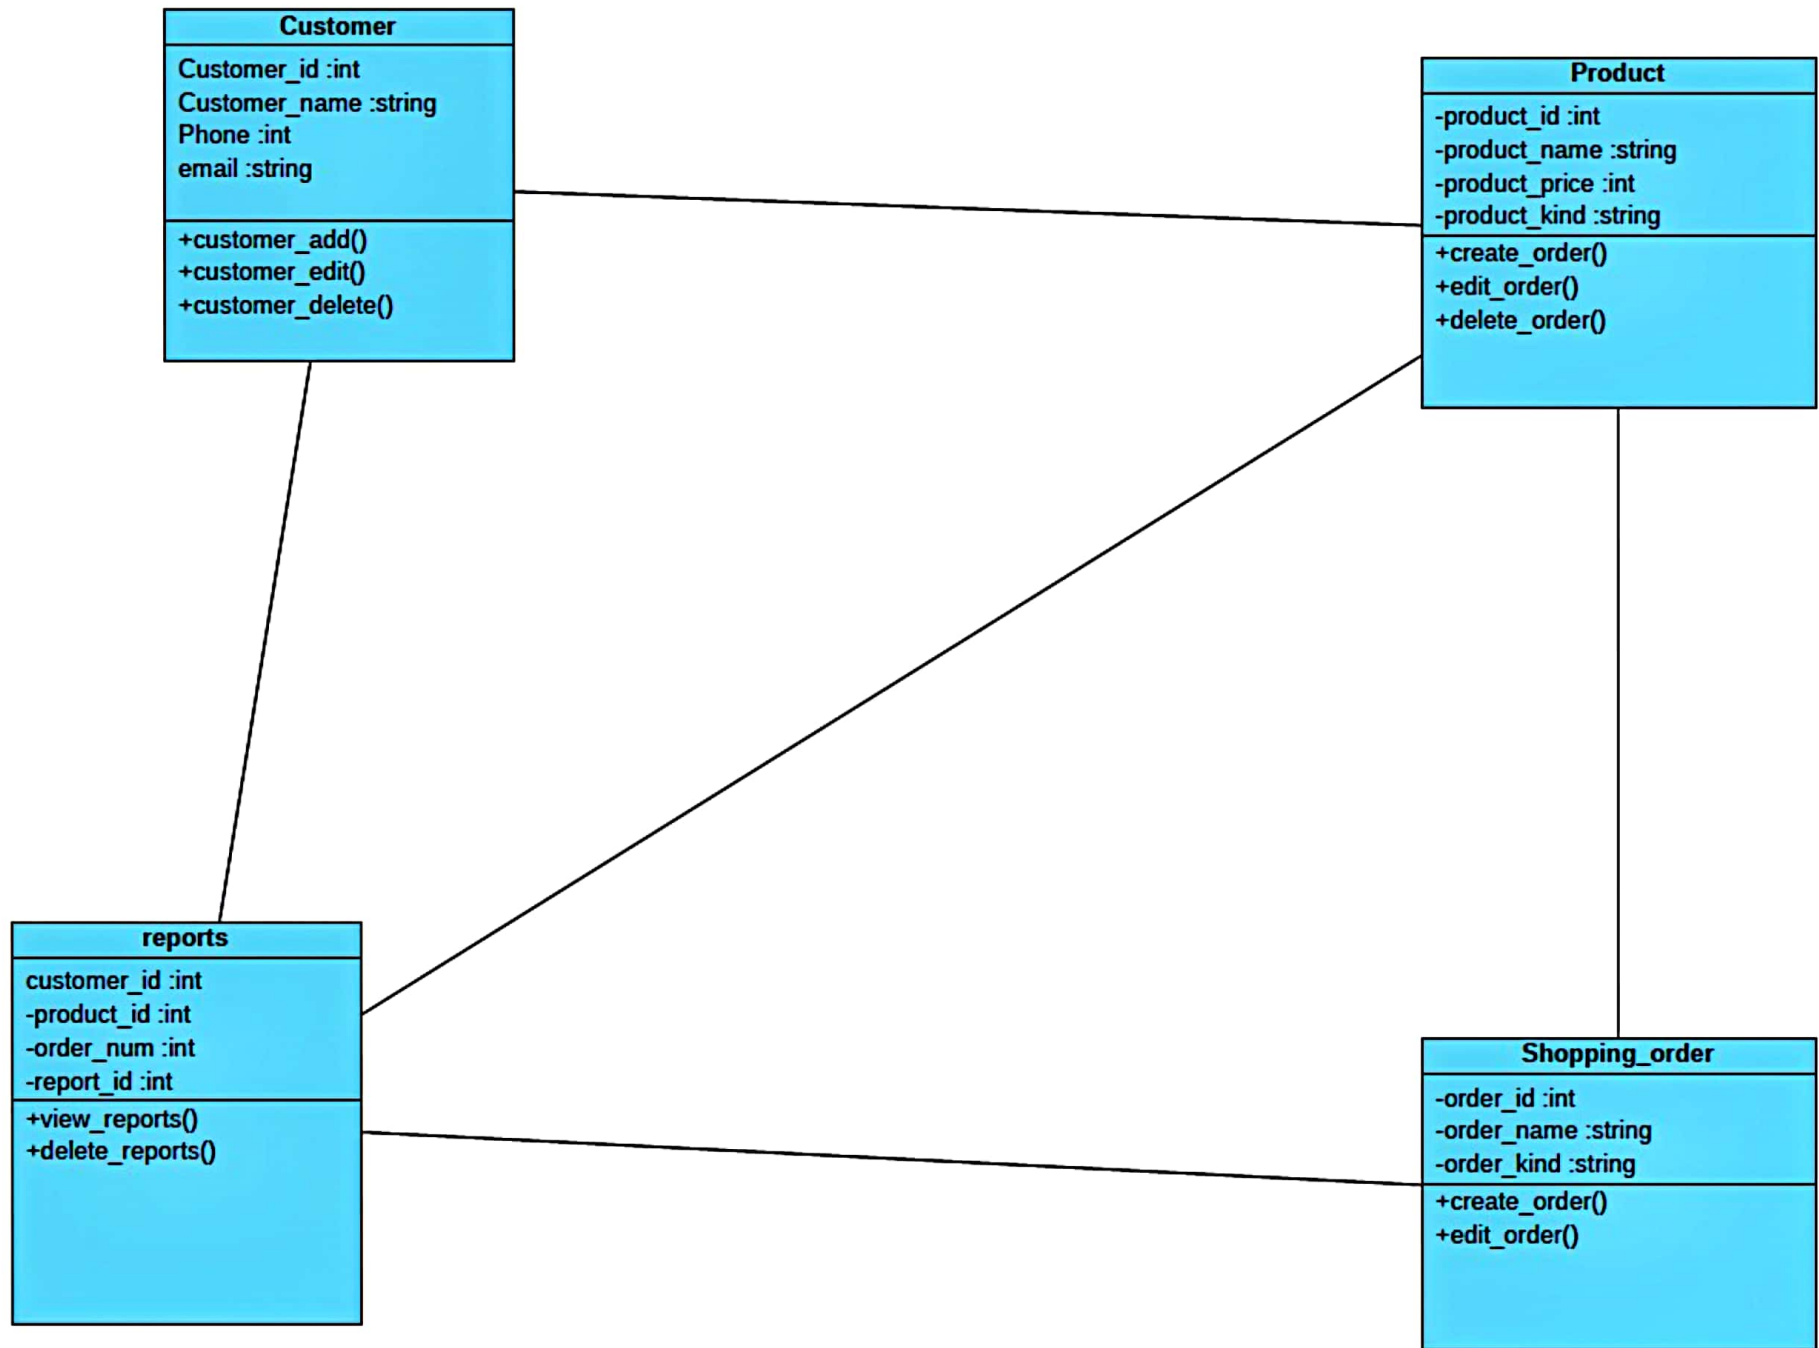 Customer
Customer_id :int
Customer_name :string
Phone :int
email :string
+customer_add()
+customer_edit()
+customer_delete()
Product
-product_id :int
-product_name :string
-product_price :int
-product_kind :string
+create_order()
+edit_order()
+delete_order()
reports
customer_id :int
-product_id :int
-order_num :int
-report_id :int
+view_reports()
+delete_reports()
Shopping_order
-order_id :int
-order_name :string
-order_kind :string
+create_order()
+edit_order()